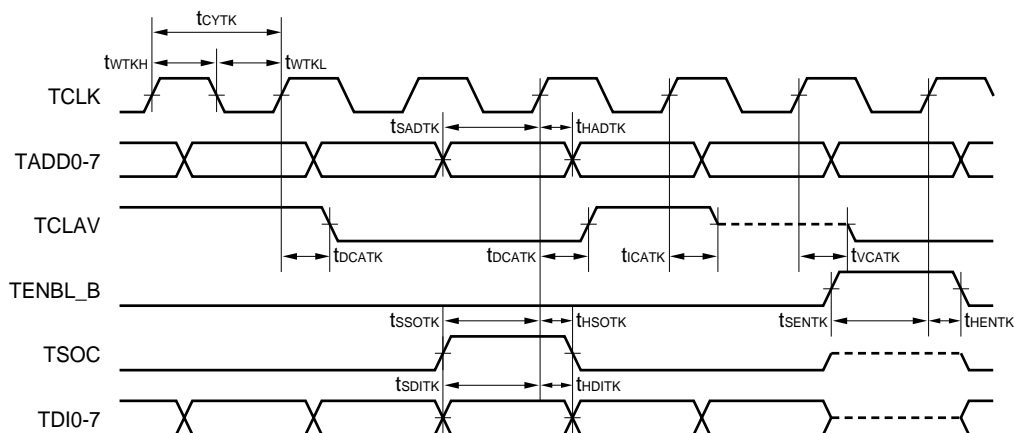 tCYTK
tWTKH tWTKL
TCLK
tSADTK tHADTK
TADD0-7
TCLAV
tDCATK tDCATK tICATK tVCATK
TENBL_B
tSSOTK tHSOTK tSENTK tHENTK
TSOC
tSDITK tHDITK
TDI0-7